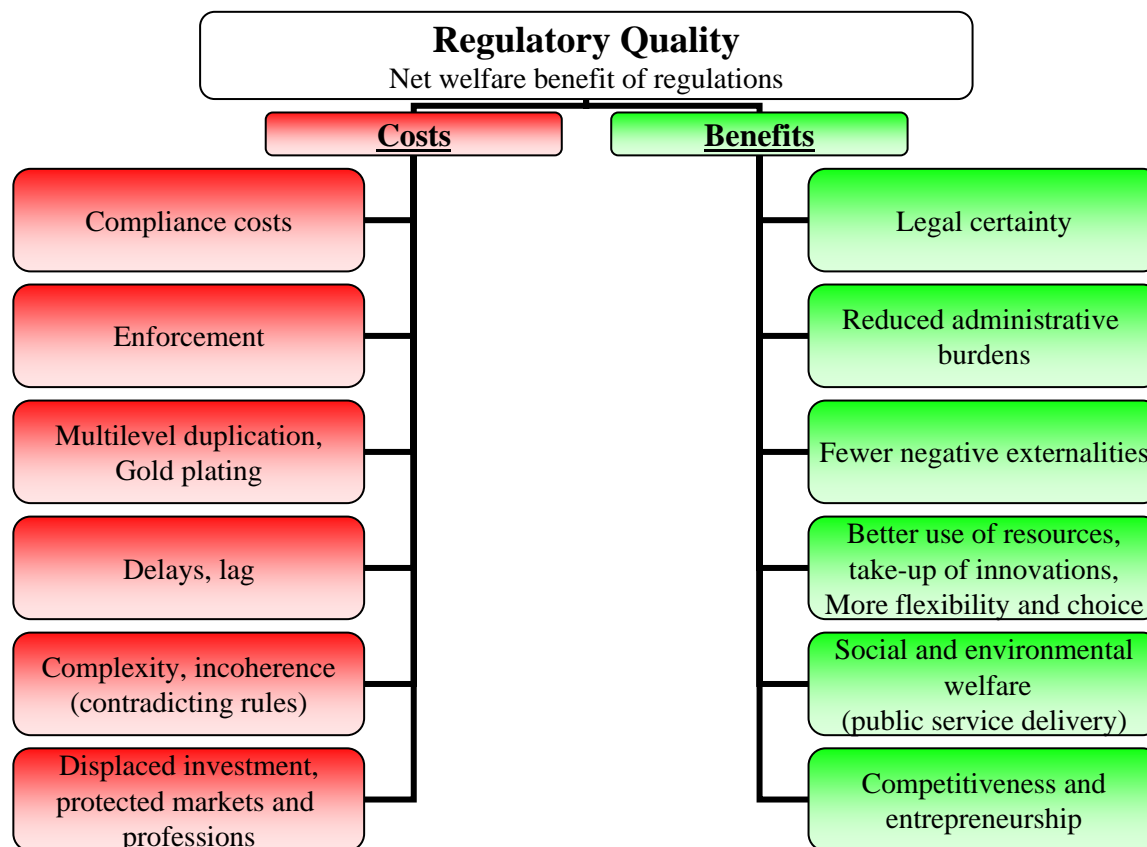 Regulatory Quality
Net welfare benefit of regulations
Costs
Benefits
Compliance costs
Enforcement
Multilevel duplication,
Gold plating
Delays, lag
Complexity, incoherence
(contradicting rules)
Displaced investment,
protected markets and
professions
Legal certainty
Reduced administrative
burdens
Fewer negative externalities
Better use of resources,
take-up of innovations,
More flexibility and choice
Social and environmental
welfare
(public service delivery)
Competitiveness and
entrepreneurship